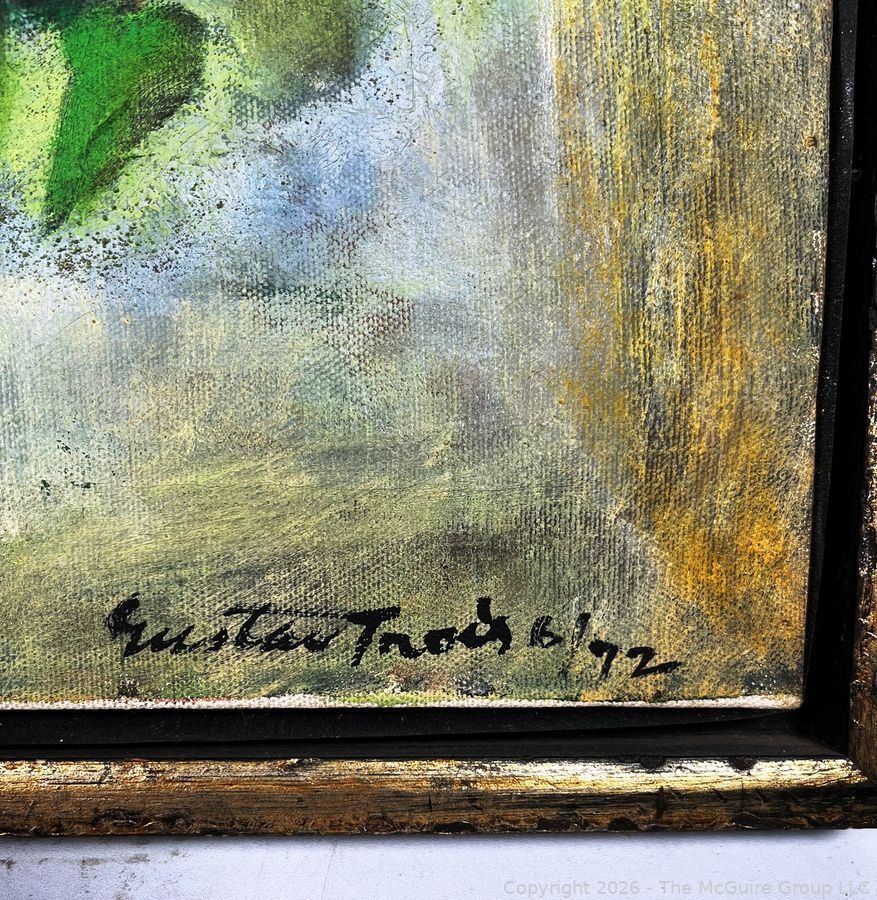 Gustav Trois 6/72
Copyright 2026 - The McGuire Group LLC